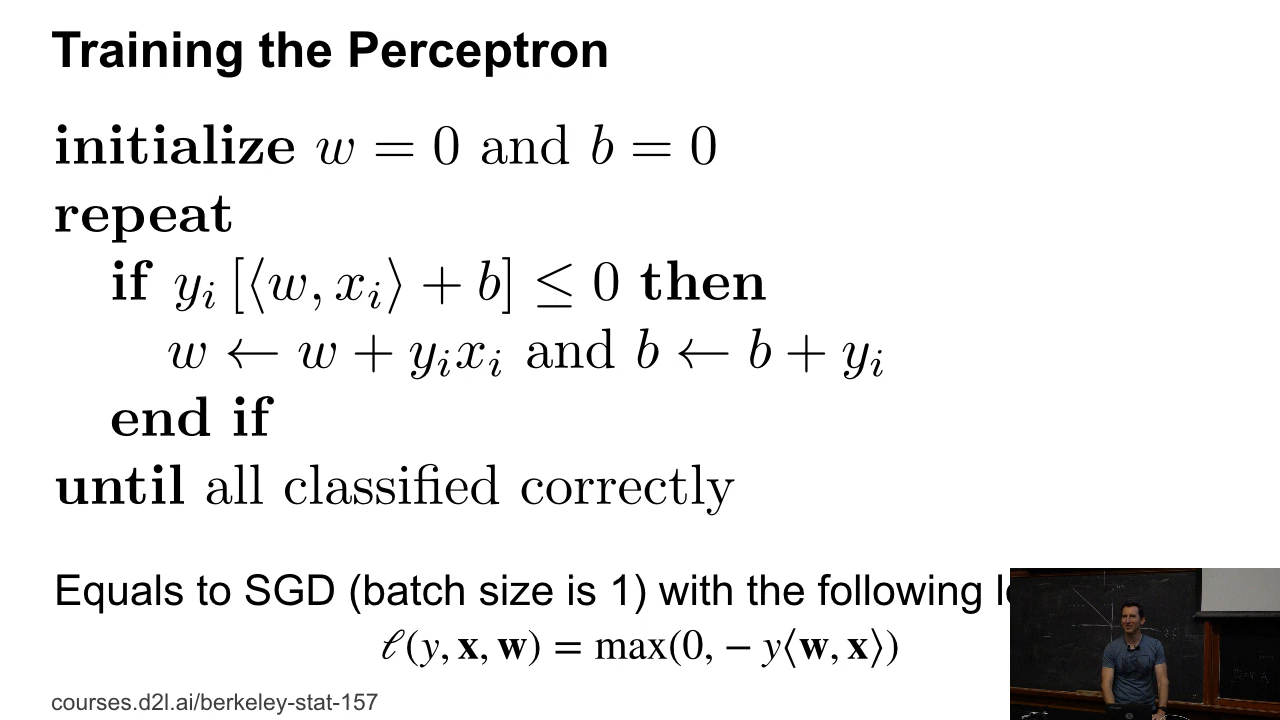 Training the Perceptron
initialize w = 0 and b = 0
repeat
if y_i [⟨w, x_i⟩ + b] ≤ 0 then
w ← w + y_i x_i and b ← b + y_i
end if
until all classified correctly
Equals to SGD (batch size is 1) with the following
ℓ(y, x, w) = max(0, − y⟨w, x⟩)
courses.d2l.ai/berkeley-stat-157